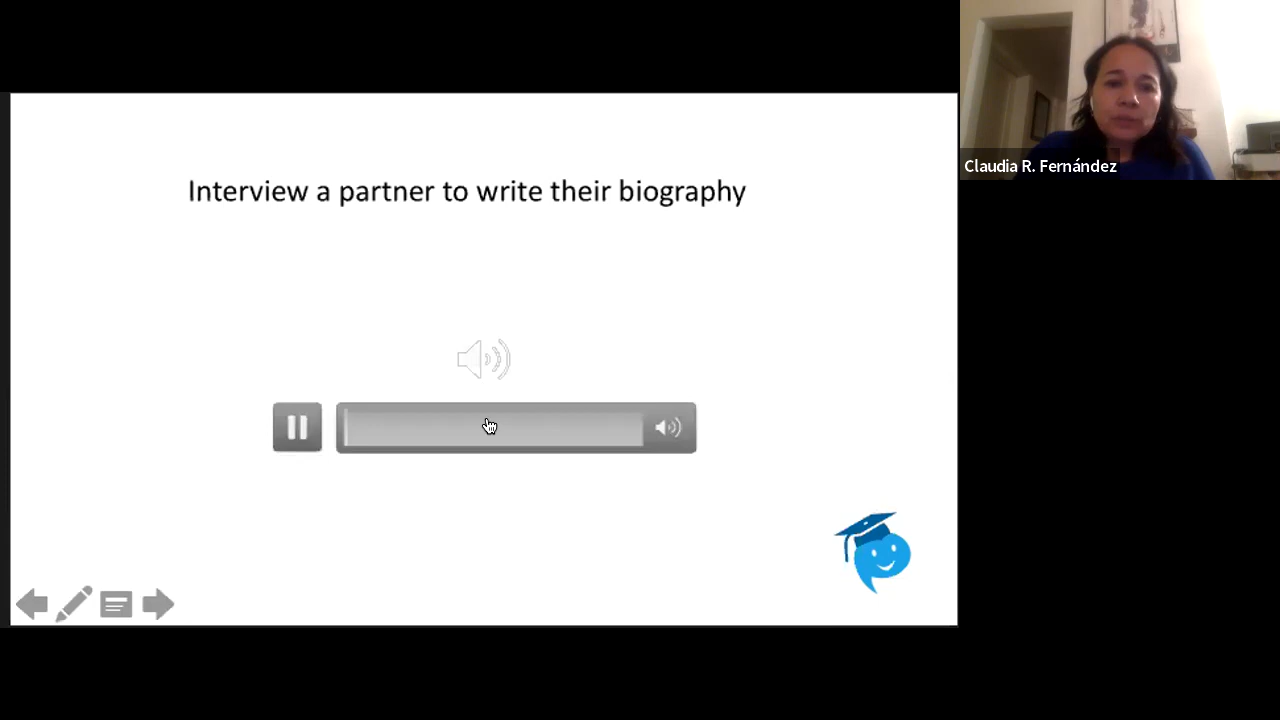 Interview a partner to write their biography
Claudia R. Fernández